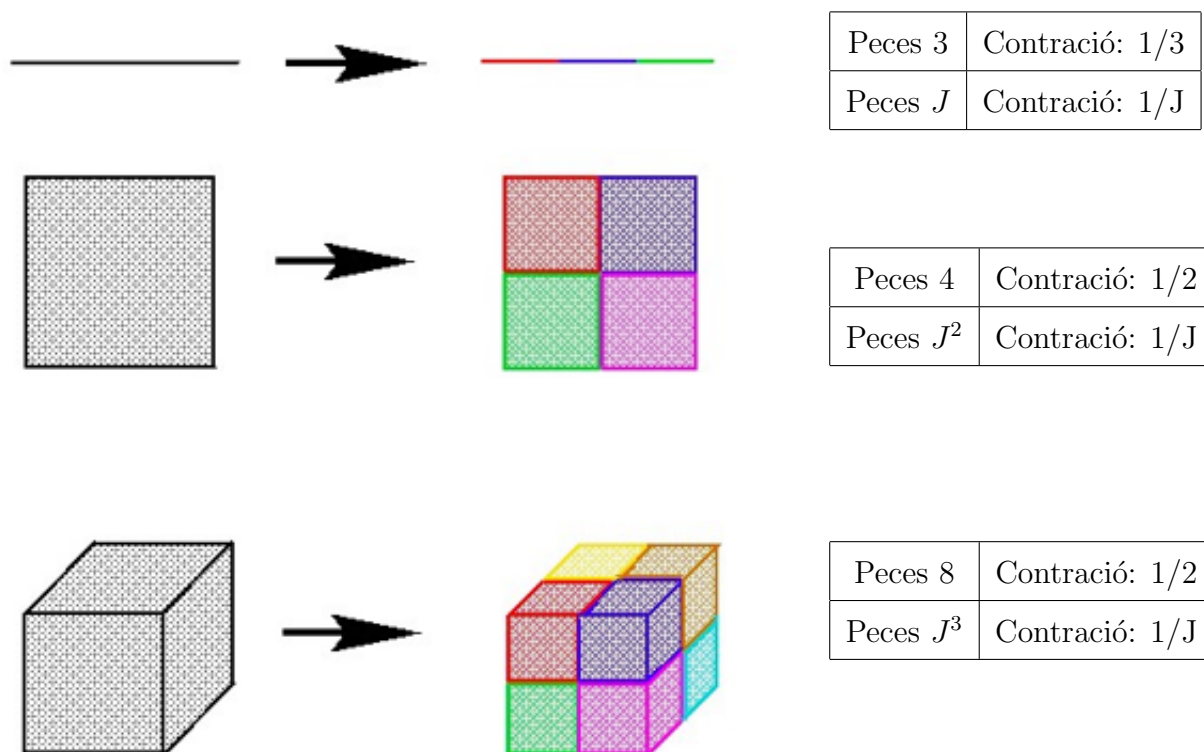 Peces 3 Contració: 1/3
Peces J Contració: 1/J
Peces 4 Contració: 1/2
Peces J² Contració: 1/J
Peces 8 Contració: 1/2
Peces J³ Contració: 1/J